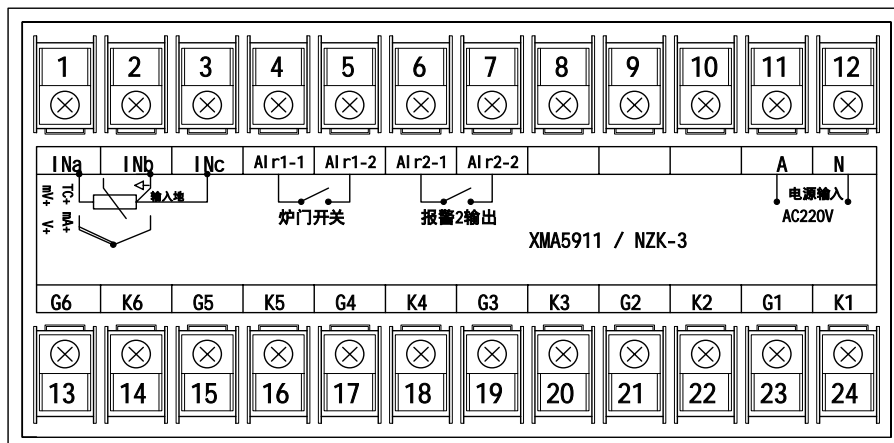 1 2 3 4 5 6 7 8 9 10 11 12
INa INb INc Alr1-1 Alr1-2 Alr2-1 Alr2-2 A N
mV+ TC+ 输入地 电源输入
V+ mA+ 炉门开关 报警2输出 AC220V
XMA5911 / NZK-3
G6 K6 G5 K5 G4 K4 G3 K3 G2 K2 G1 K1
13 14 15 16 17 18 19 20 21 22 23 24